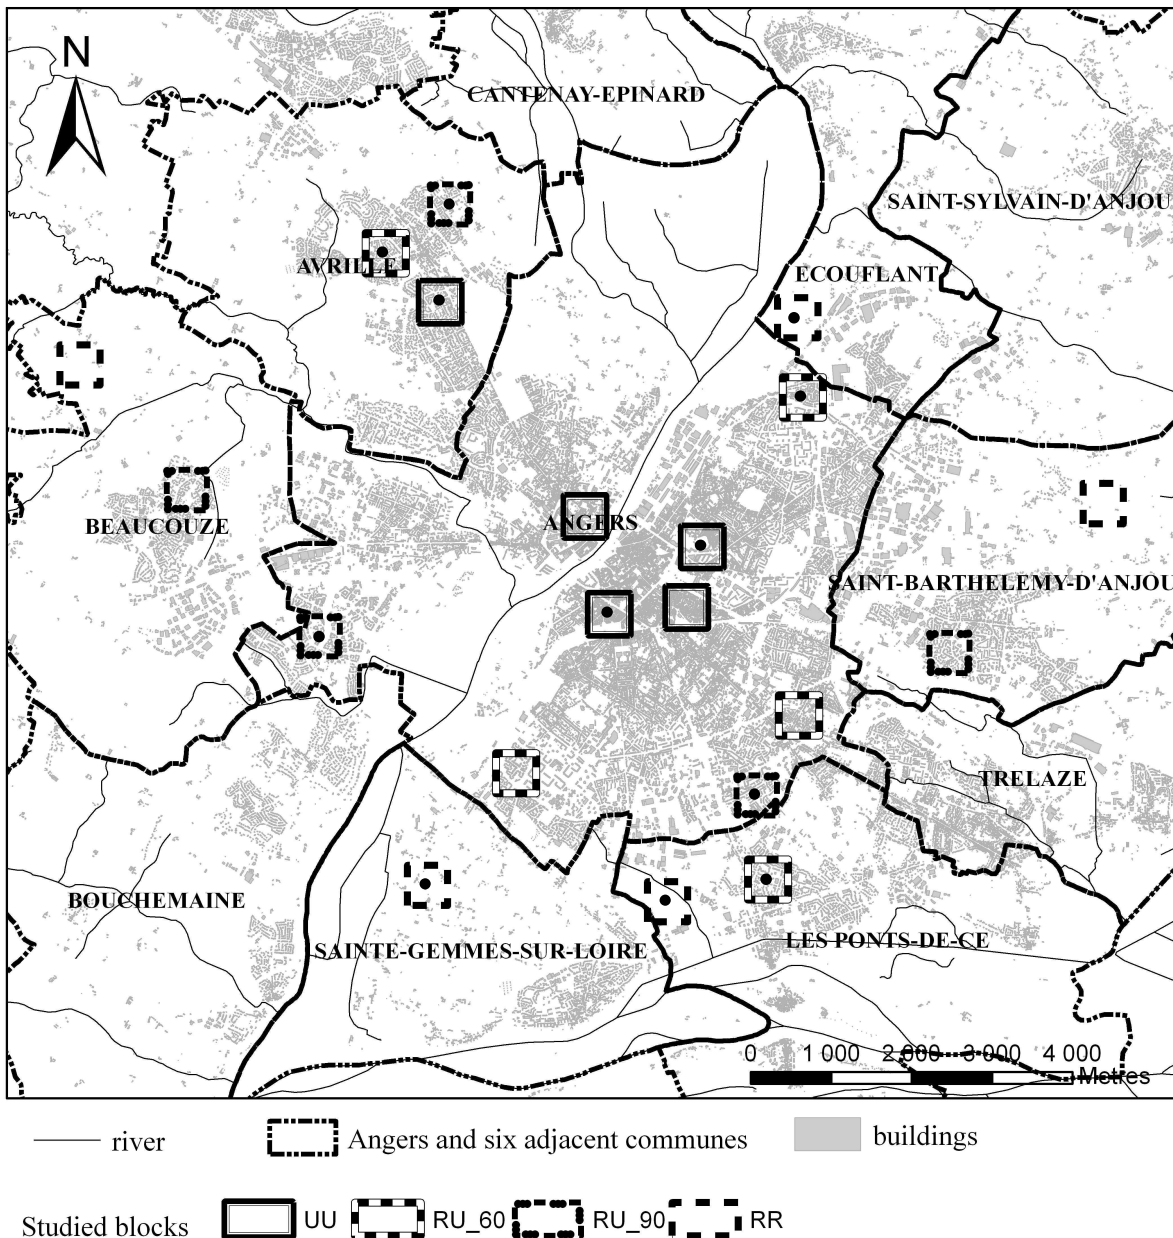 N
CANTENAY-EPINARD
SAINT-SYLVAIN-D'ANJOU
AVRILLE
ECOUFLANT
BEAUCOUZE
ANGERS
SAINT-BARTHELEMY-D'ANJOU
TRELAZE
BOUCHEMAINE
SAINTE-GEMMES-SUR-LOIRE
LES PONTS-DE-CE
0 1 000 2 000 3 000 4 000
Metres
river Angers and six adjacent communes buildings
Studied blocks UU RU_60 RU_90 RR